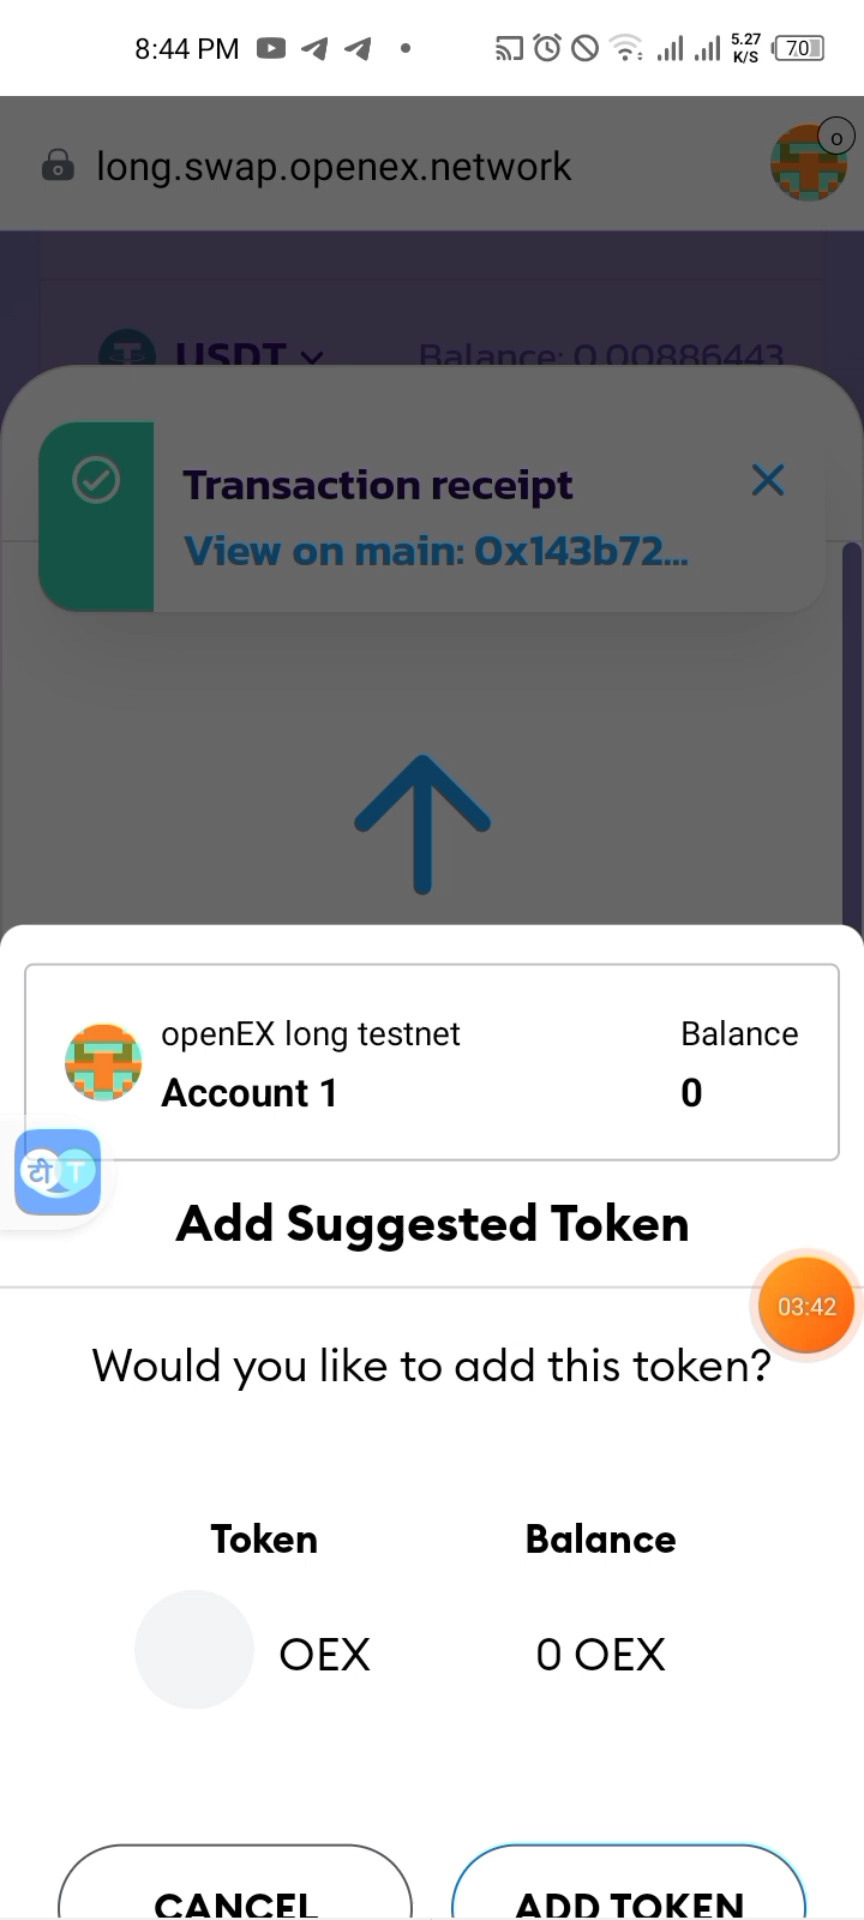 8:44 PM
5.27 K/S
70
long.swap.openex.network
USDT
Balance: 0.00886443
Transaction receipt
View on main: 0x143b72...
openEX long testnet
Balance
Account 1
0
टी T
Add Suggested Token
03:42
Would you like to add this token?
Token
Balance
OEX
0 OEX
CANCEL
ADD TOKEN